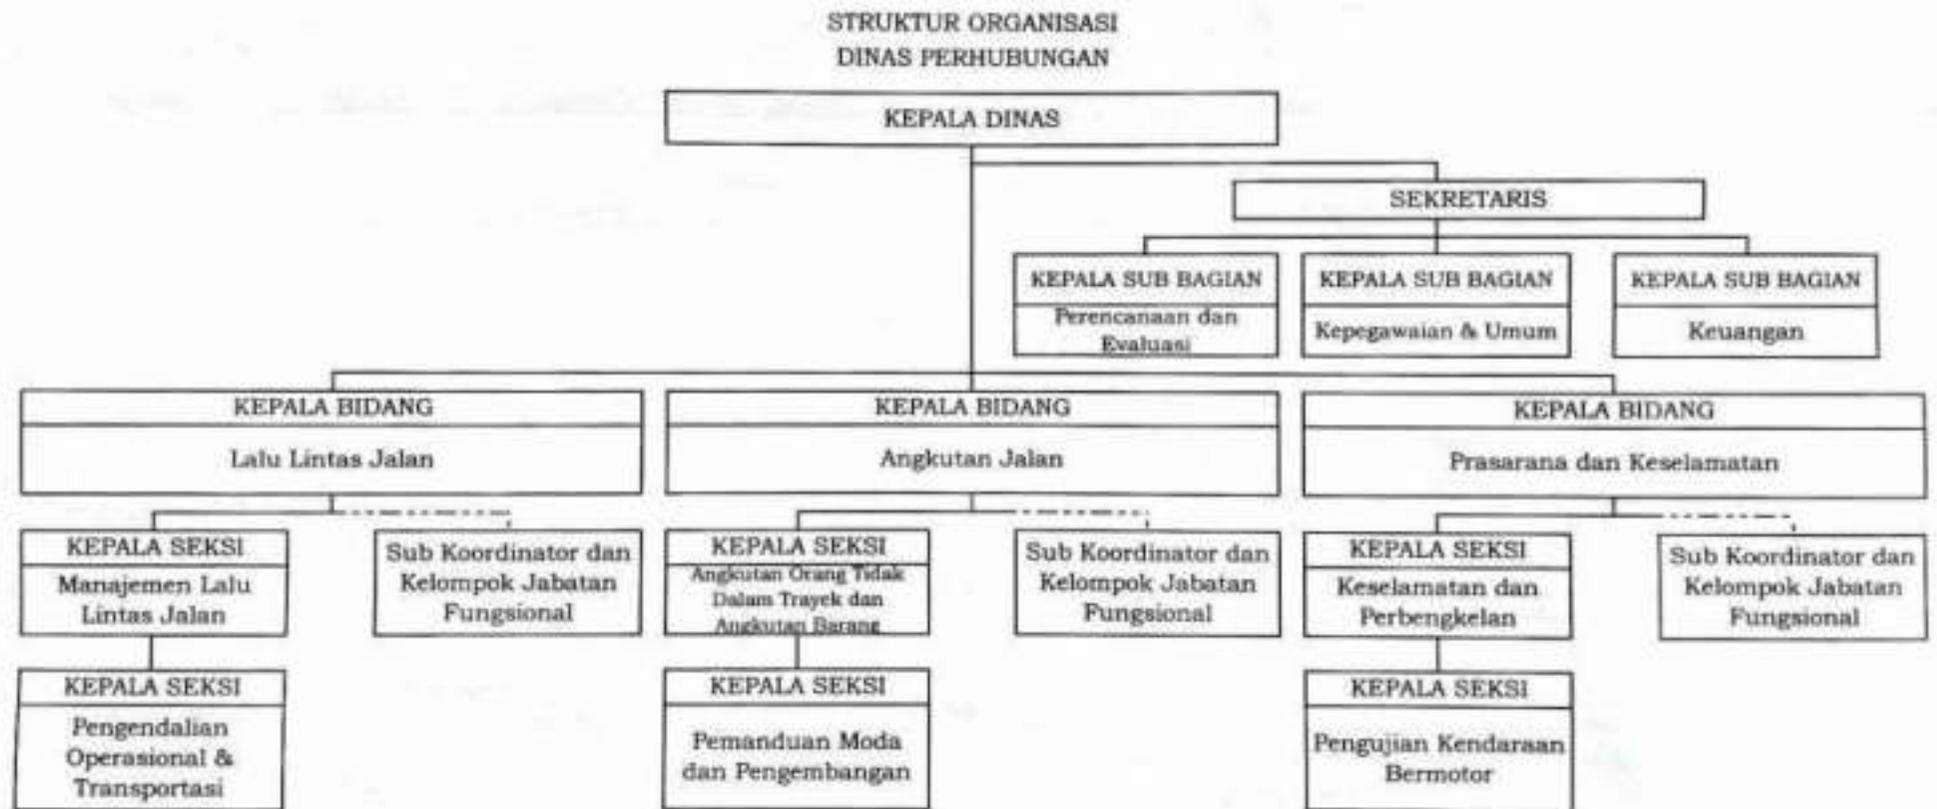 STRUKTUR ORGANISASI
DINAS PERHUBUNGAN
KEPALA DINAS
SEKRETARIS
KEPALA SUB BAGIAN
Perencanaan dan
Evaluasi
KEPALA SUB BAGIAN
Kepegawaian & Umum
KEPALA SUB BAGIAN
Keuangan
KEPALA BIDANG
Lalu Lintas Jalan
KEPALA BIDANG
Angkutan Jalan
KEPALA BIDANG
Prasarana dan Keselamatan
KEPALA SEKSI
Manajemen Lalu
Lintas Jalan
Sub Koordinator dan
Kelompok Jabatan
Fungsional
KEPALA SEKSI
Angkutan Orang Tidak
Dalam Trayek dan
Angkutan Barang
Sub Koordinator dan
Kelompok Jabatan
Fungsional
KEPALA SEKSI
Keselamatan dan
Perbengkelan
Sub Koordinator dan
Kelompok Jabatan
Fungsional
KEPALA SEKSI
Pengendalian
Operasional &
Transportasi
KEPALA SEKSI
Pemanduan Moda
dan Pengembangan
KEPALA SEKSI
Pengujian Kendaraan
Bermotor